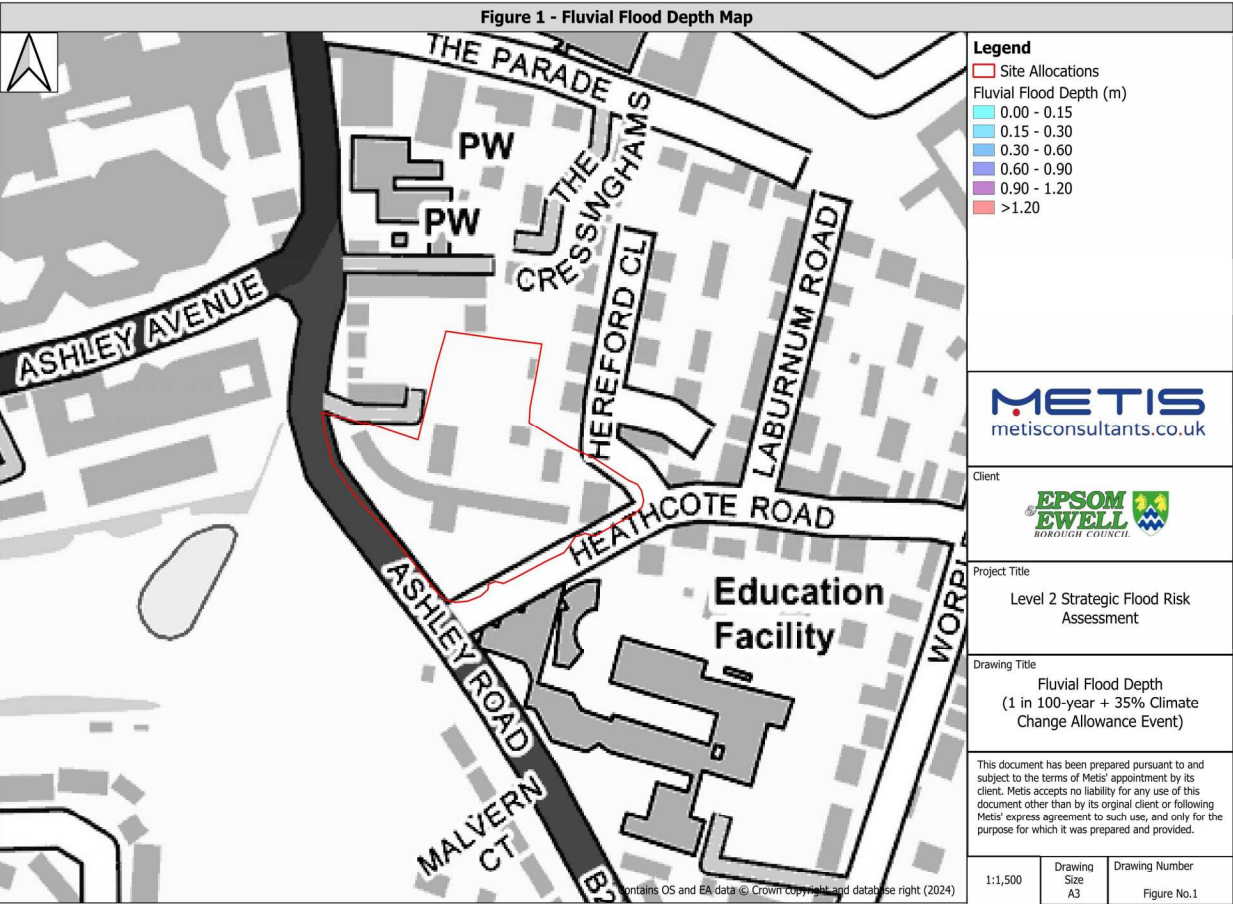 Figure 1 - Fluvial Flood Depth Map
THE PARADE
PW
PW
THE
CRESSINGHAMS
HEREFORD CL
LABURNUM ROAD
ASHLEY AVENUE
HEATHCOTE ROAD
ASHLEY ROAD
Education
Facility
MALVERN
CT
Contains OS and EA data © Crown copyright and database right (2024)
Legend
Site Allocations
Fluvial Flood Depth (m)
0.00 - 0.15
0.15 - 0.30
0.30 - 0.60
0.60 - 0.90
0.90 - 1.20
>1.20
METIS
metisconsultants.co.uk
Client
EPSOM
& EWELL
BOROUGH COUNCIL
Project Title
Level 2 Strategic Flood Risk
Assessment
Drawing Title
Fluvial Flood Depth
(1 in 100-year + 35% Climate
Change Allowance Event)
This document has been prepared pursuant to and
subject to the terms of Metis' appointment by its
client. Metis accepts no liability for any use of this
document other than by its orginal client or following
Metis' express agreement to such use, and only for the
purpose for which it was prepared and provided.
1:1,500
Drawing
Size
A3
Drawing Number
Figure No.1